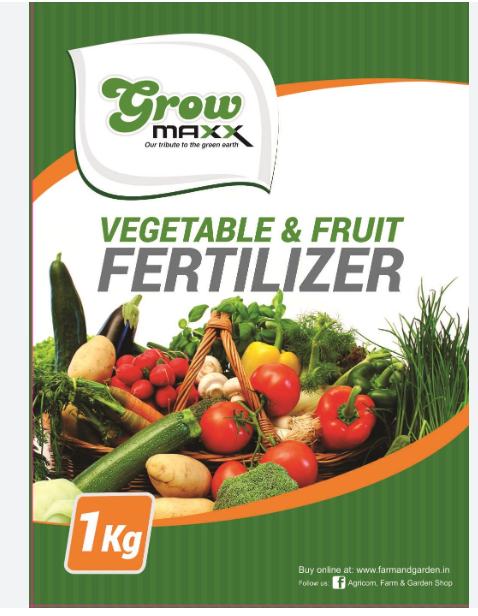 Grow
maxx
Our tribute to the green earth
VEGETABLE & FRUIT
FERTILIZER
1Kg
Buy online at: www.farmandgarden.in
Follow us: f Agricom, Farm & Garden Shop